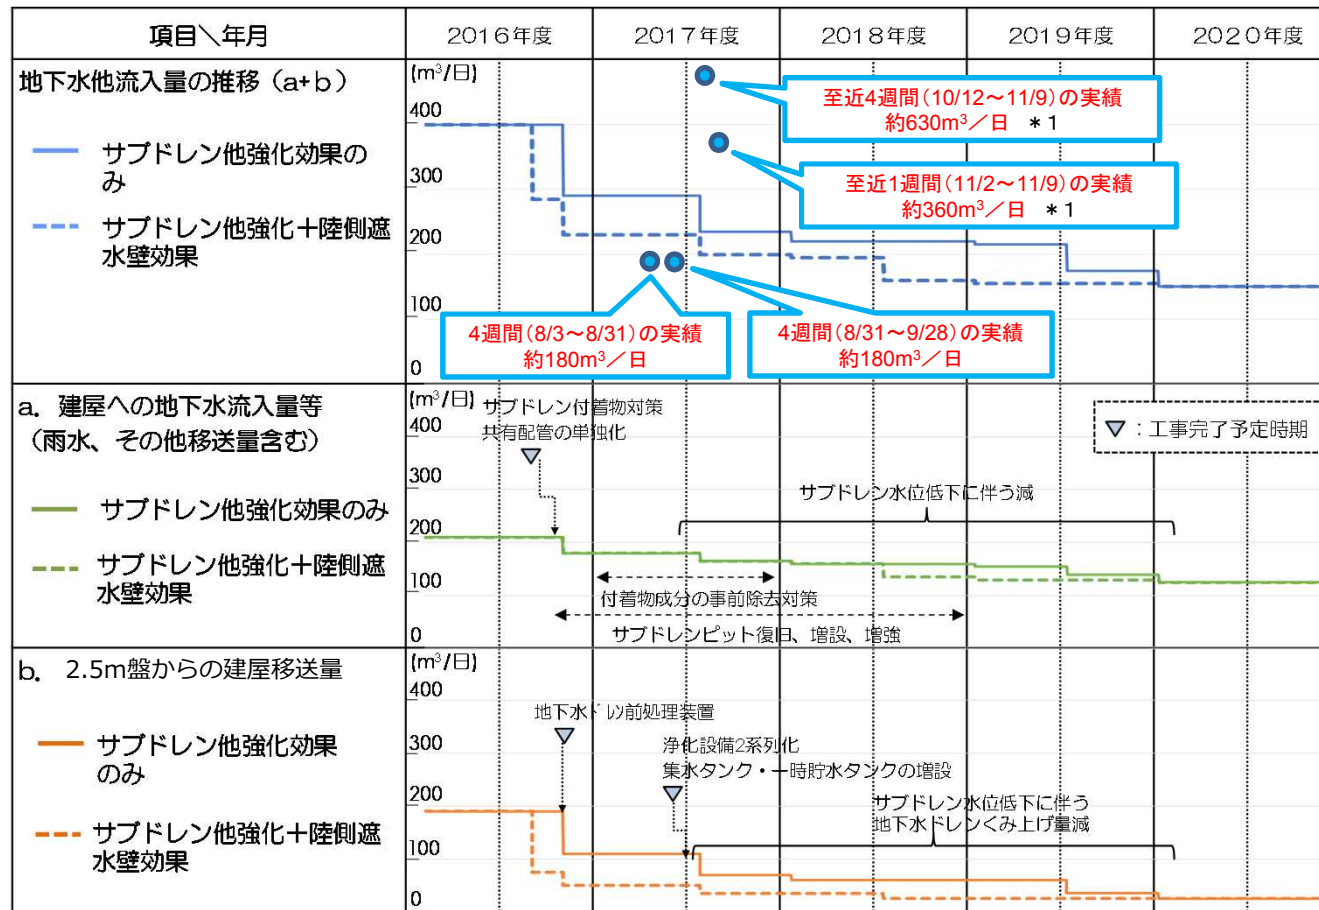 項目＼年月
2016年度
2017年度
2018年度
2019年度
2020年度
地下水他流入量の推移（a+b）
サブドレン他強化効果の
み
サブドレン他強化＋陸側遮
水壁効果
(m³/日)
400
300
200
100
0
至近4週間（10/12～11/9）の実績
約630m³／日 ＊1
至近1週間（11/2～11/9）の実績
約360m³／日 ＊1
4週間（8/3～8/31）の実績
約180m³／日
4週間（8/31～9/28）の実績
約180m³／日
a. 建屋への地下水流入量等
（雨水、その他移送量含む）
サブドレン他強化効果のみ
サブドレン他強化＋陸側遮
水壁効果
(m³/日)
400
300
200
100
0
サブドレン付着物対策
共有配管の単独化
▽：工事完了予定時期
サブドレン水位低下に伴う減
付着物成分の事前除去対策
サブドレンピット復旧、増設、増強
b. 2.5m盤からの建屋移送量
サブドレン他強化効果
のみ
サブドレン他強化＋陸側遮
水壁効果
(m³/日)
400
300
200
100
0
地下水ドレン前処理装置
浄化設備2系列化
集水タンク・一時貯水タンクの増設
サブドレン水位低下に伴う
地下水ドレンくみ上げ量減